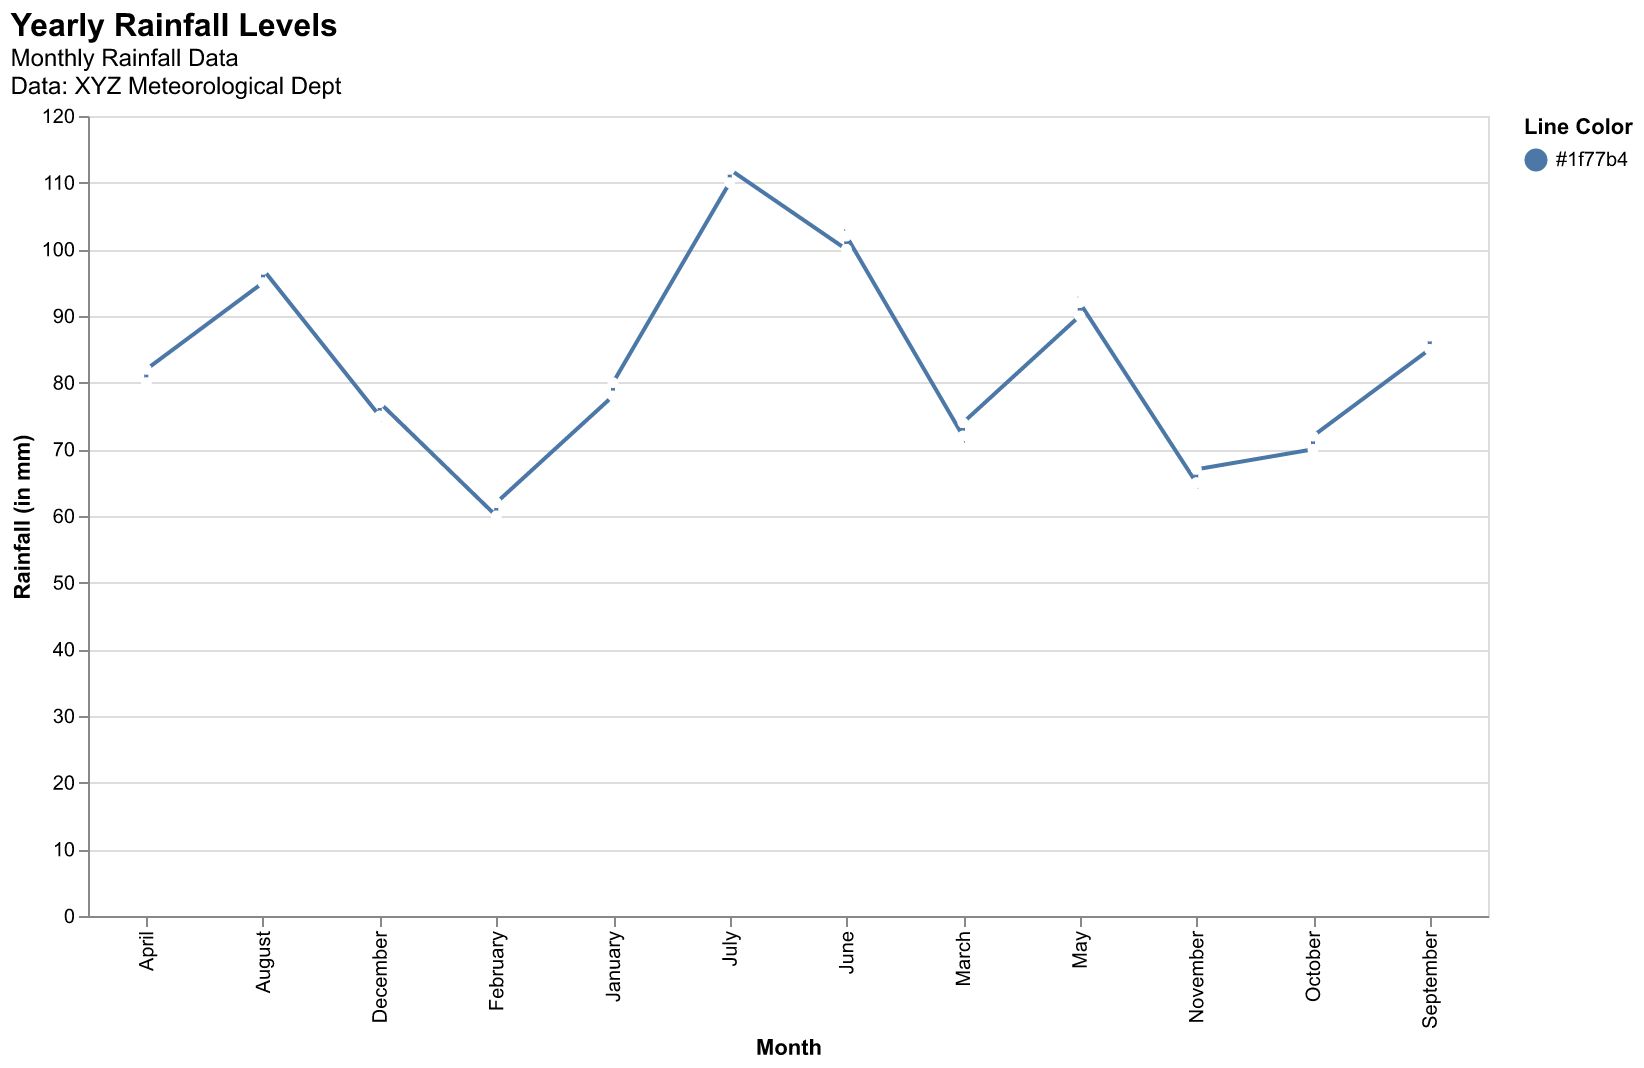 Yearly Rainfall Levels
Monthly Rainfall Data
Data: XYZ Meteorological Dept
Line Color
#1f77b4
Rainfall (in mm)
120
110
100
90
80
70
60
50
40
30
20
10
0
April
August
December
February
January
July
June
March
May
November
October
September
Month